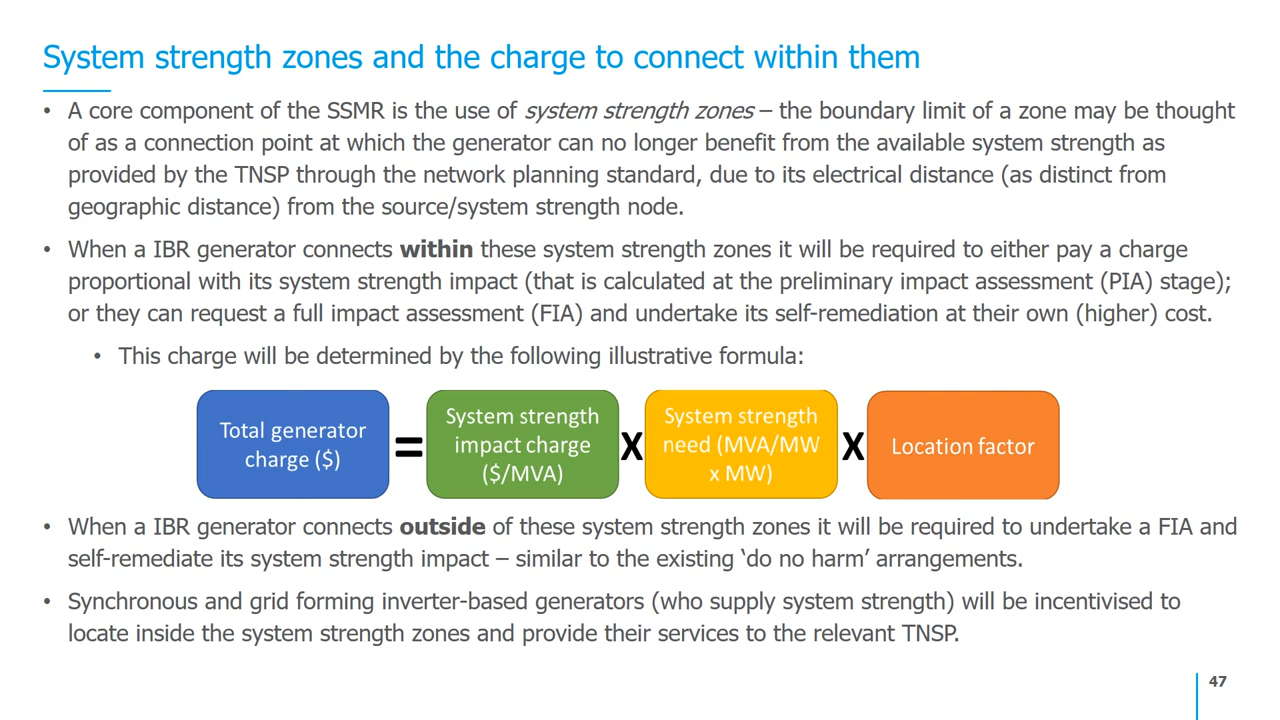 System strength zones and the charge to connect within them
• A core component of the SSMR is the use of system strength zones – the boundary limit of a zone may be thought
of as a connection point at which the generator can no longer benefit from the available system strength as
provided by the TNSP through the network planning standard, due to its electrical distance (as distinct from
geographic distance) from the source/system strength node.
• When a IBR generator connects within these system strength zones it will be required to either pay a charge
proportional with its system strength impact (that is calculated at the preliminary impact assessment (PIA) stage);
or they can request a full impact assessment (FIA) and undertake its self-remediation at their own (higher) cost.
• This charge will be determined by the following illustrative formula:
Total generator
charge ($)
=
System strength
impact charge
($/MVA)
X
System strength
need (MVA/MW
x MW)
X
Location factor
• When a IBR generator connects outside of these system strength zones it will be required to undertake a FIA and
self-remediate its system strength impact – similar to the existing ‘do no harm’ arrangements.
• Synchronous and grid forming inverter-based generators (who supply system strength) will be incentivised to
locate inside the system strength zones and provide their services to the relevant TNSP.
47